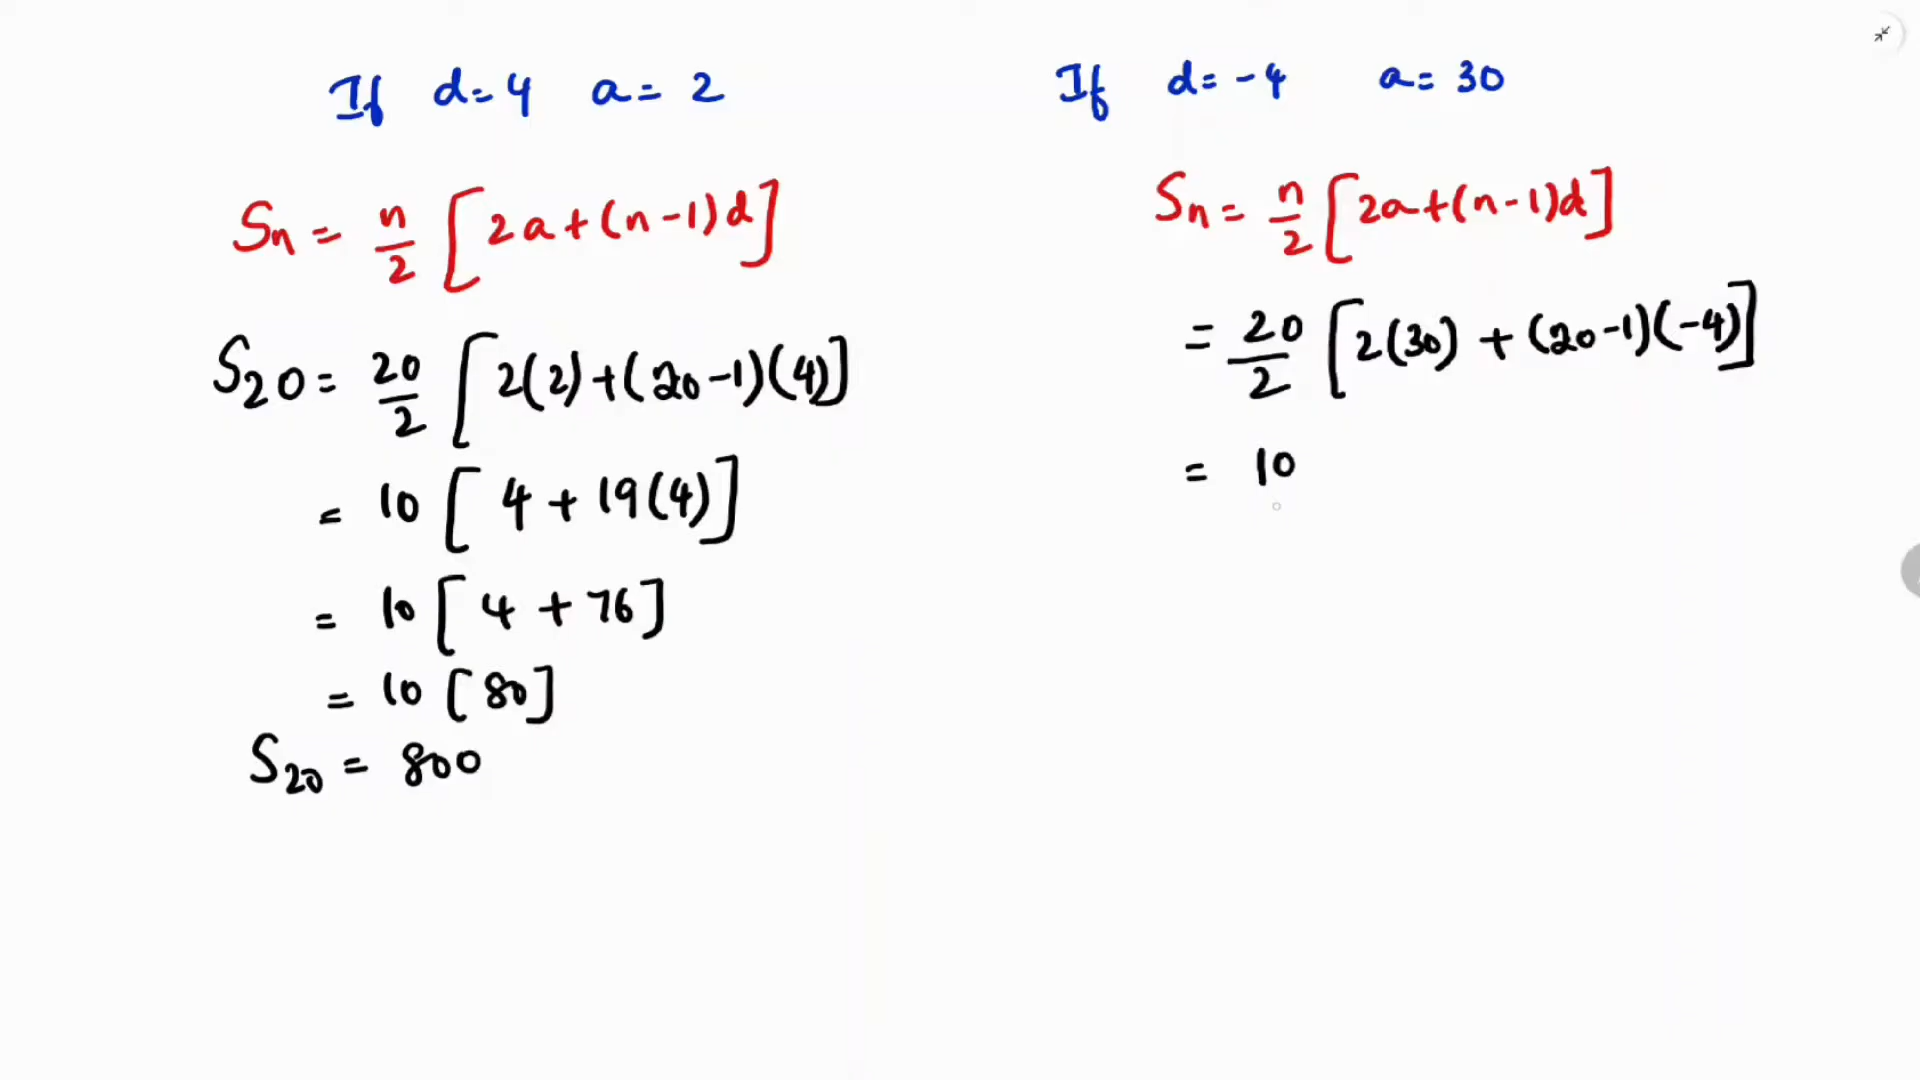 If d=4 a=2
Sn = n/2 [2a+(n-1)d]
S20 = 20/2 [2(2)+(20-1)(4)]
= 10 [4 + 19(4)]
= 10 [4 + 76]
= 10 [80]
S20 = 800
If d=-4 a=30
Sn = n/2 [2a+(n-1)d]
= 20/2 [2(30) + (20-1)(-4)]
= 10